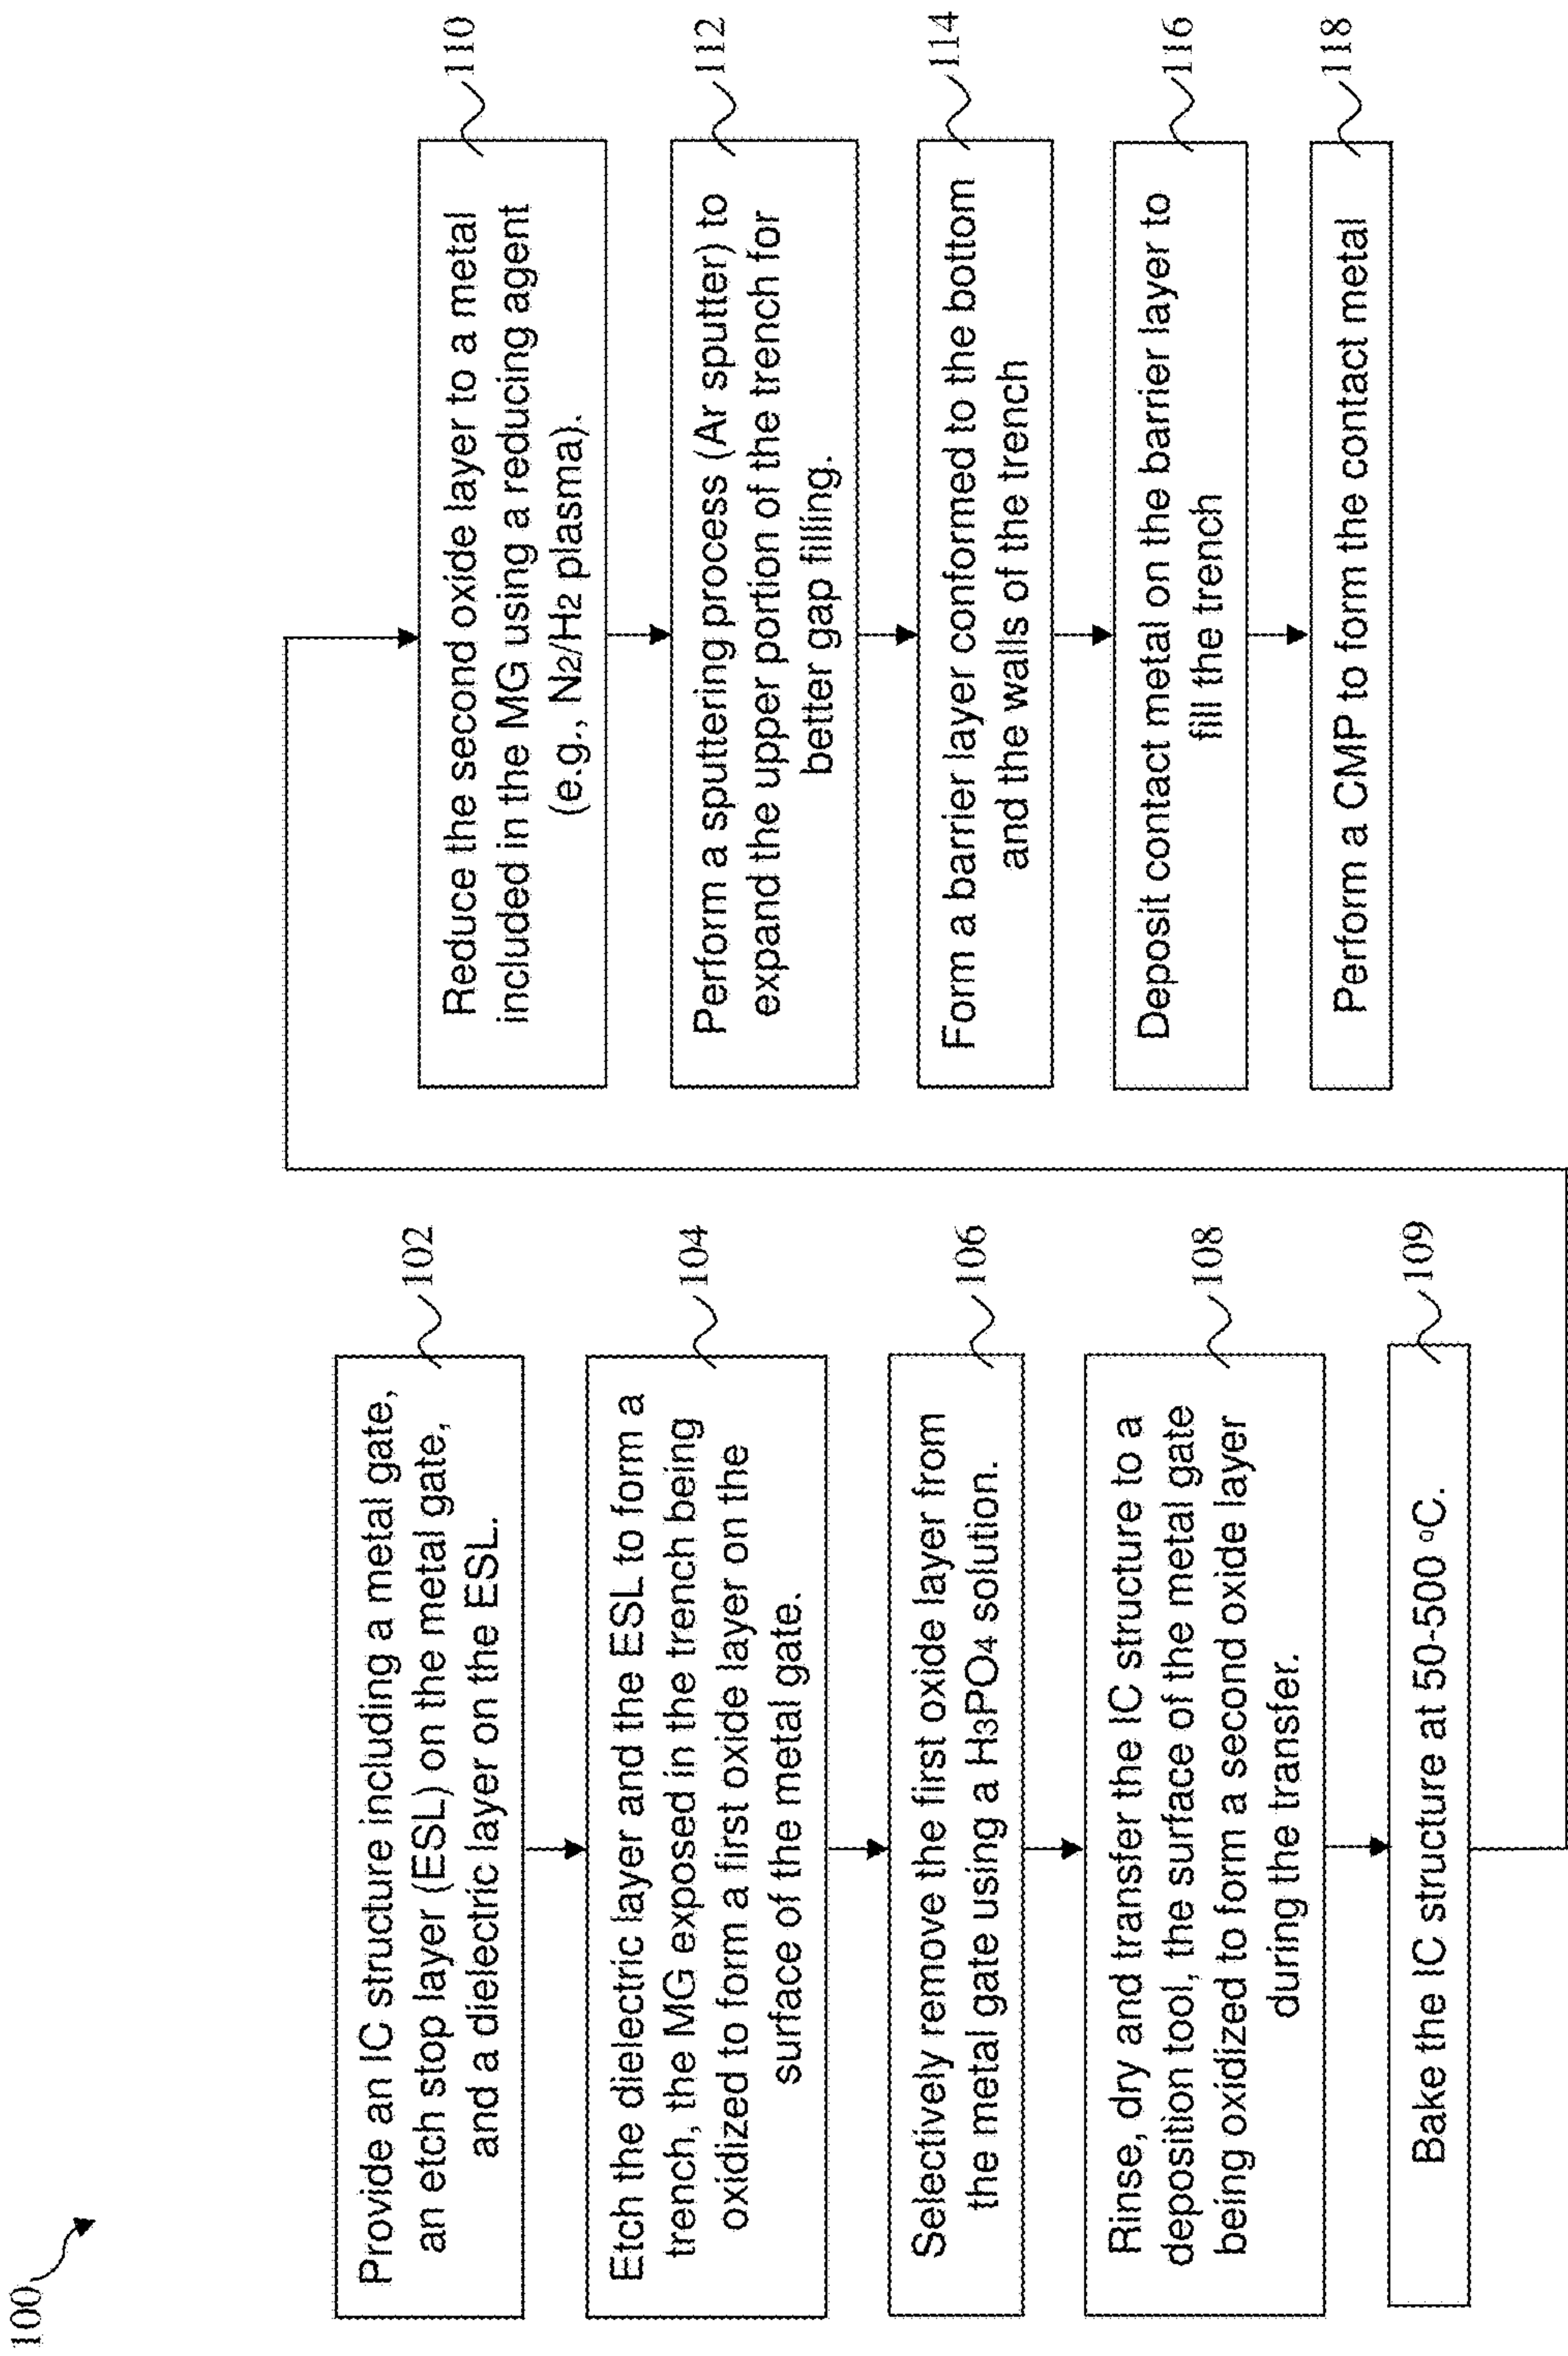 100
Provide an IC structure including a metal gate,
an etch stop layer (ESL) on the metal gate,
and a dielectric layer on the ESL.
102
Etch the dielectric layer and the ESL to form a
trench, the MG exposed in the trench being
oxidized to form a first oxide layer on the
surface of the metal gate.
104
Selectively remove the first oxide layer from
the metal gate using a H3PO4 solution.
106
Rinse, dry and transfer the IC structure to a
deposition tool, the surface of the metal gate
being oxidized to form a second oxide layer
during the transfer.
108
Bake the IC structure at 50-500 °C.
109
Reduce the second oxide layer to a metal
included in the MG using a reducing agent
(e.g., N2/H2 plasma).
110
Perform a sputtering process (Ar sputter) to
expand the upper portion of the trench for
better gap filling.
112
Form a barrier layer conformed to the bottom
and the walls of the trench
114
Deposit contact metal on the barrier layer to
fill the trench
116
Perform a CMP to form the contact metal
118